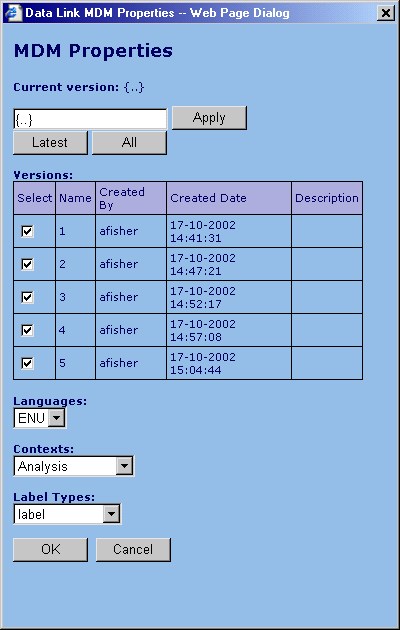 Data Link MDM Properties -- Web Page Dialog
MDM Properties
Current version: {..}
{..} Apply
Latest All
Versions:
Select Name Created By Created Date Description
1 afisher 17-10-2002 14:41:31
2 afisher 17-10-2002 14:47:21
3 afisher 17-10-2002 14:52:17
4 afisher 17-10-2002 14:57:08
5 afisher 17-10-2002 15:04:44
Languages:
ENU
Contexts:
Analysis
Label Types:
label
OK Cancel